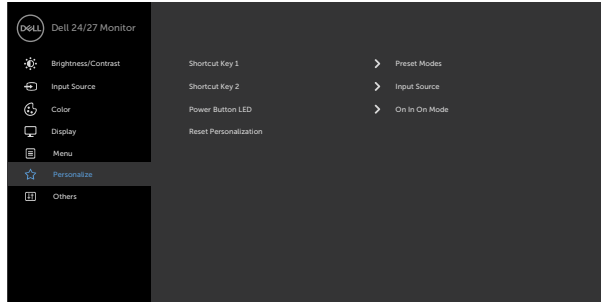 DELL Dell 24/27 Monitor
Brightness/Contrast Shortcut Key 1 Preset Modes
Input Source Shortcut Key 2 Input Source
Color Power Button LED On In On Mode
Display Reset Personalization
Menu
Personalize
Others